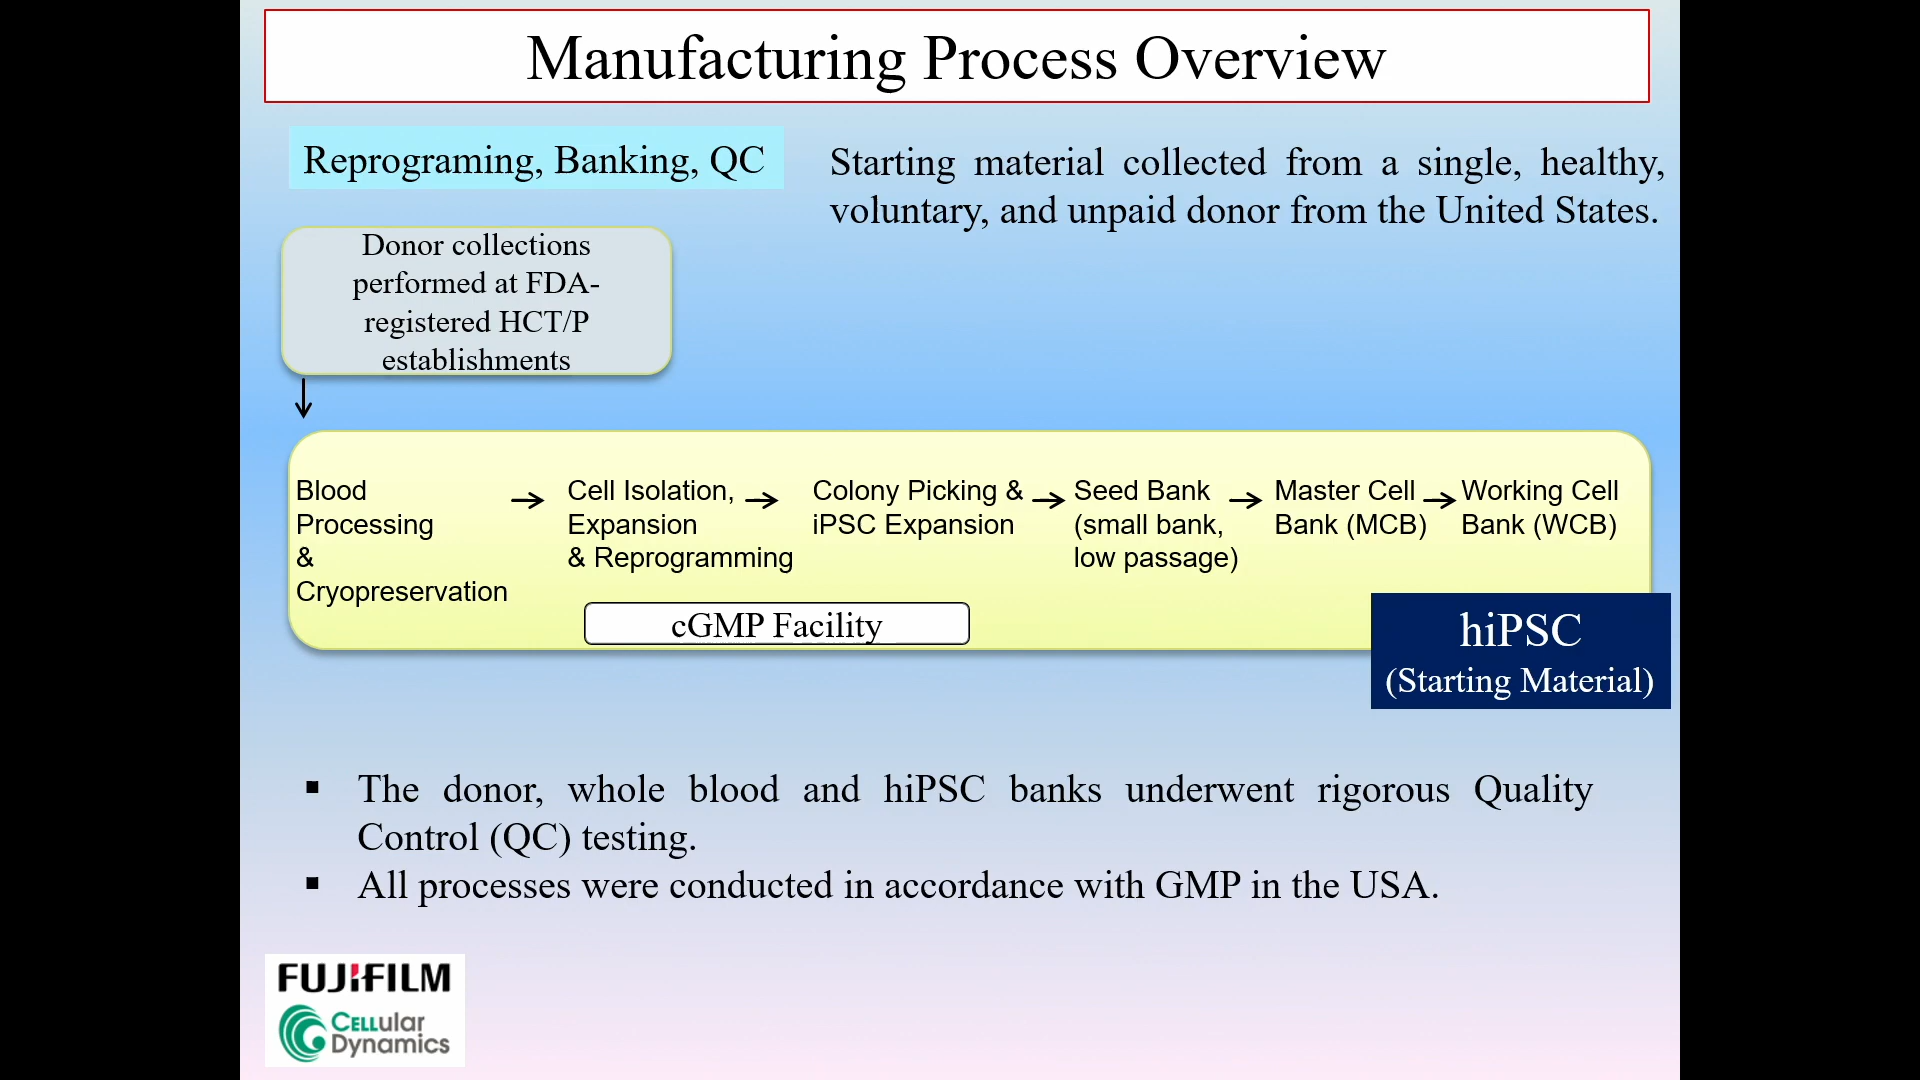 Manufacturing Process Overview
Reprograming, Banking, QC
Starting material collected from a single, healthy,
voluntary, and unpaid donor from the United States.
Donor collections
performed at FDA-
registered HCT/P
establishments
Blood
Processing
&
Cryopreservation
Cell Isolation,
Expansion
& Reprogramming
Colony Picking &
iPSC Expansion
Seed Bank
(small bank,
low passage)
Master Cell
Bank (MCB)
Working Cell
Bank (WCB)
cGMP Facility
hiPSC
(Starting Material)
The donor, whole blood and hiPSC banks underwent rigorous Quality
Control (QC) testing.
All processes were conducted in accordance with GMP in the USA.
FUJIFILM
CELLular
Dynamics